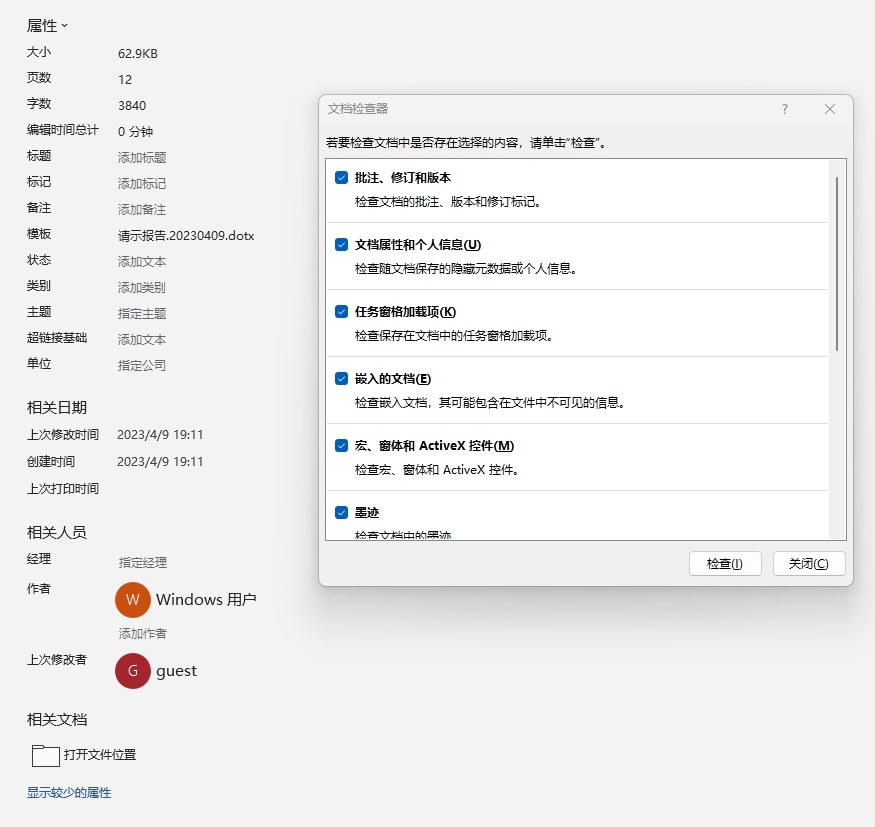 属性
大小 62.9KB
页数 12
字数 3840
编辑时间总计 0 分钟
标题 添加标题
标记 添加标记
备注 添加备注
模板 请示报告.20230409.dotx
状态 添加文本
类别 添加类别
主题 指定主题
超链接基础 添加文本
单位 指定公司
相关日期
上次修改时间 2023/4/9 19:11
创建时间 2023/4/9 19:11
上次打印时间
相关人员
经理 指定经理
作者
W Windows 用户
添加作者
上次修改者
G guest
相关文档
打开文件位置
显示较少的属性
文档检查器 ?
若要检查文档中是否存在选择的内容，请单击“检查”。
批注、修订和版本
检查文档的批注、版本和修订标记。
文档属性和个人信息(U)
检查随文档保存的隐藏元数据或个人信息。
任务窗格加载项(K)
检查保存在文档中的任务窗格加载项。
嵌入的文档(E)
检查嵌入文档，其可能包含在文件中不可见的信息。
宏、窗体和 ActiveX 控件(M)
检查宏、窗体和 ActiveX 控件。
墨迹
检查文档中的墨迹
检查(I) 关闭(C)